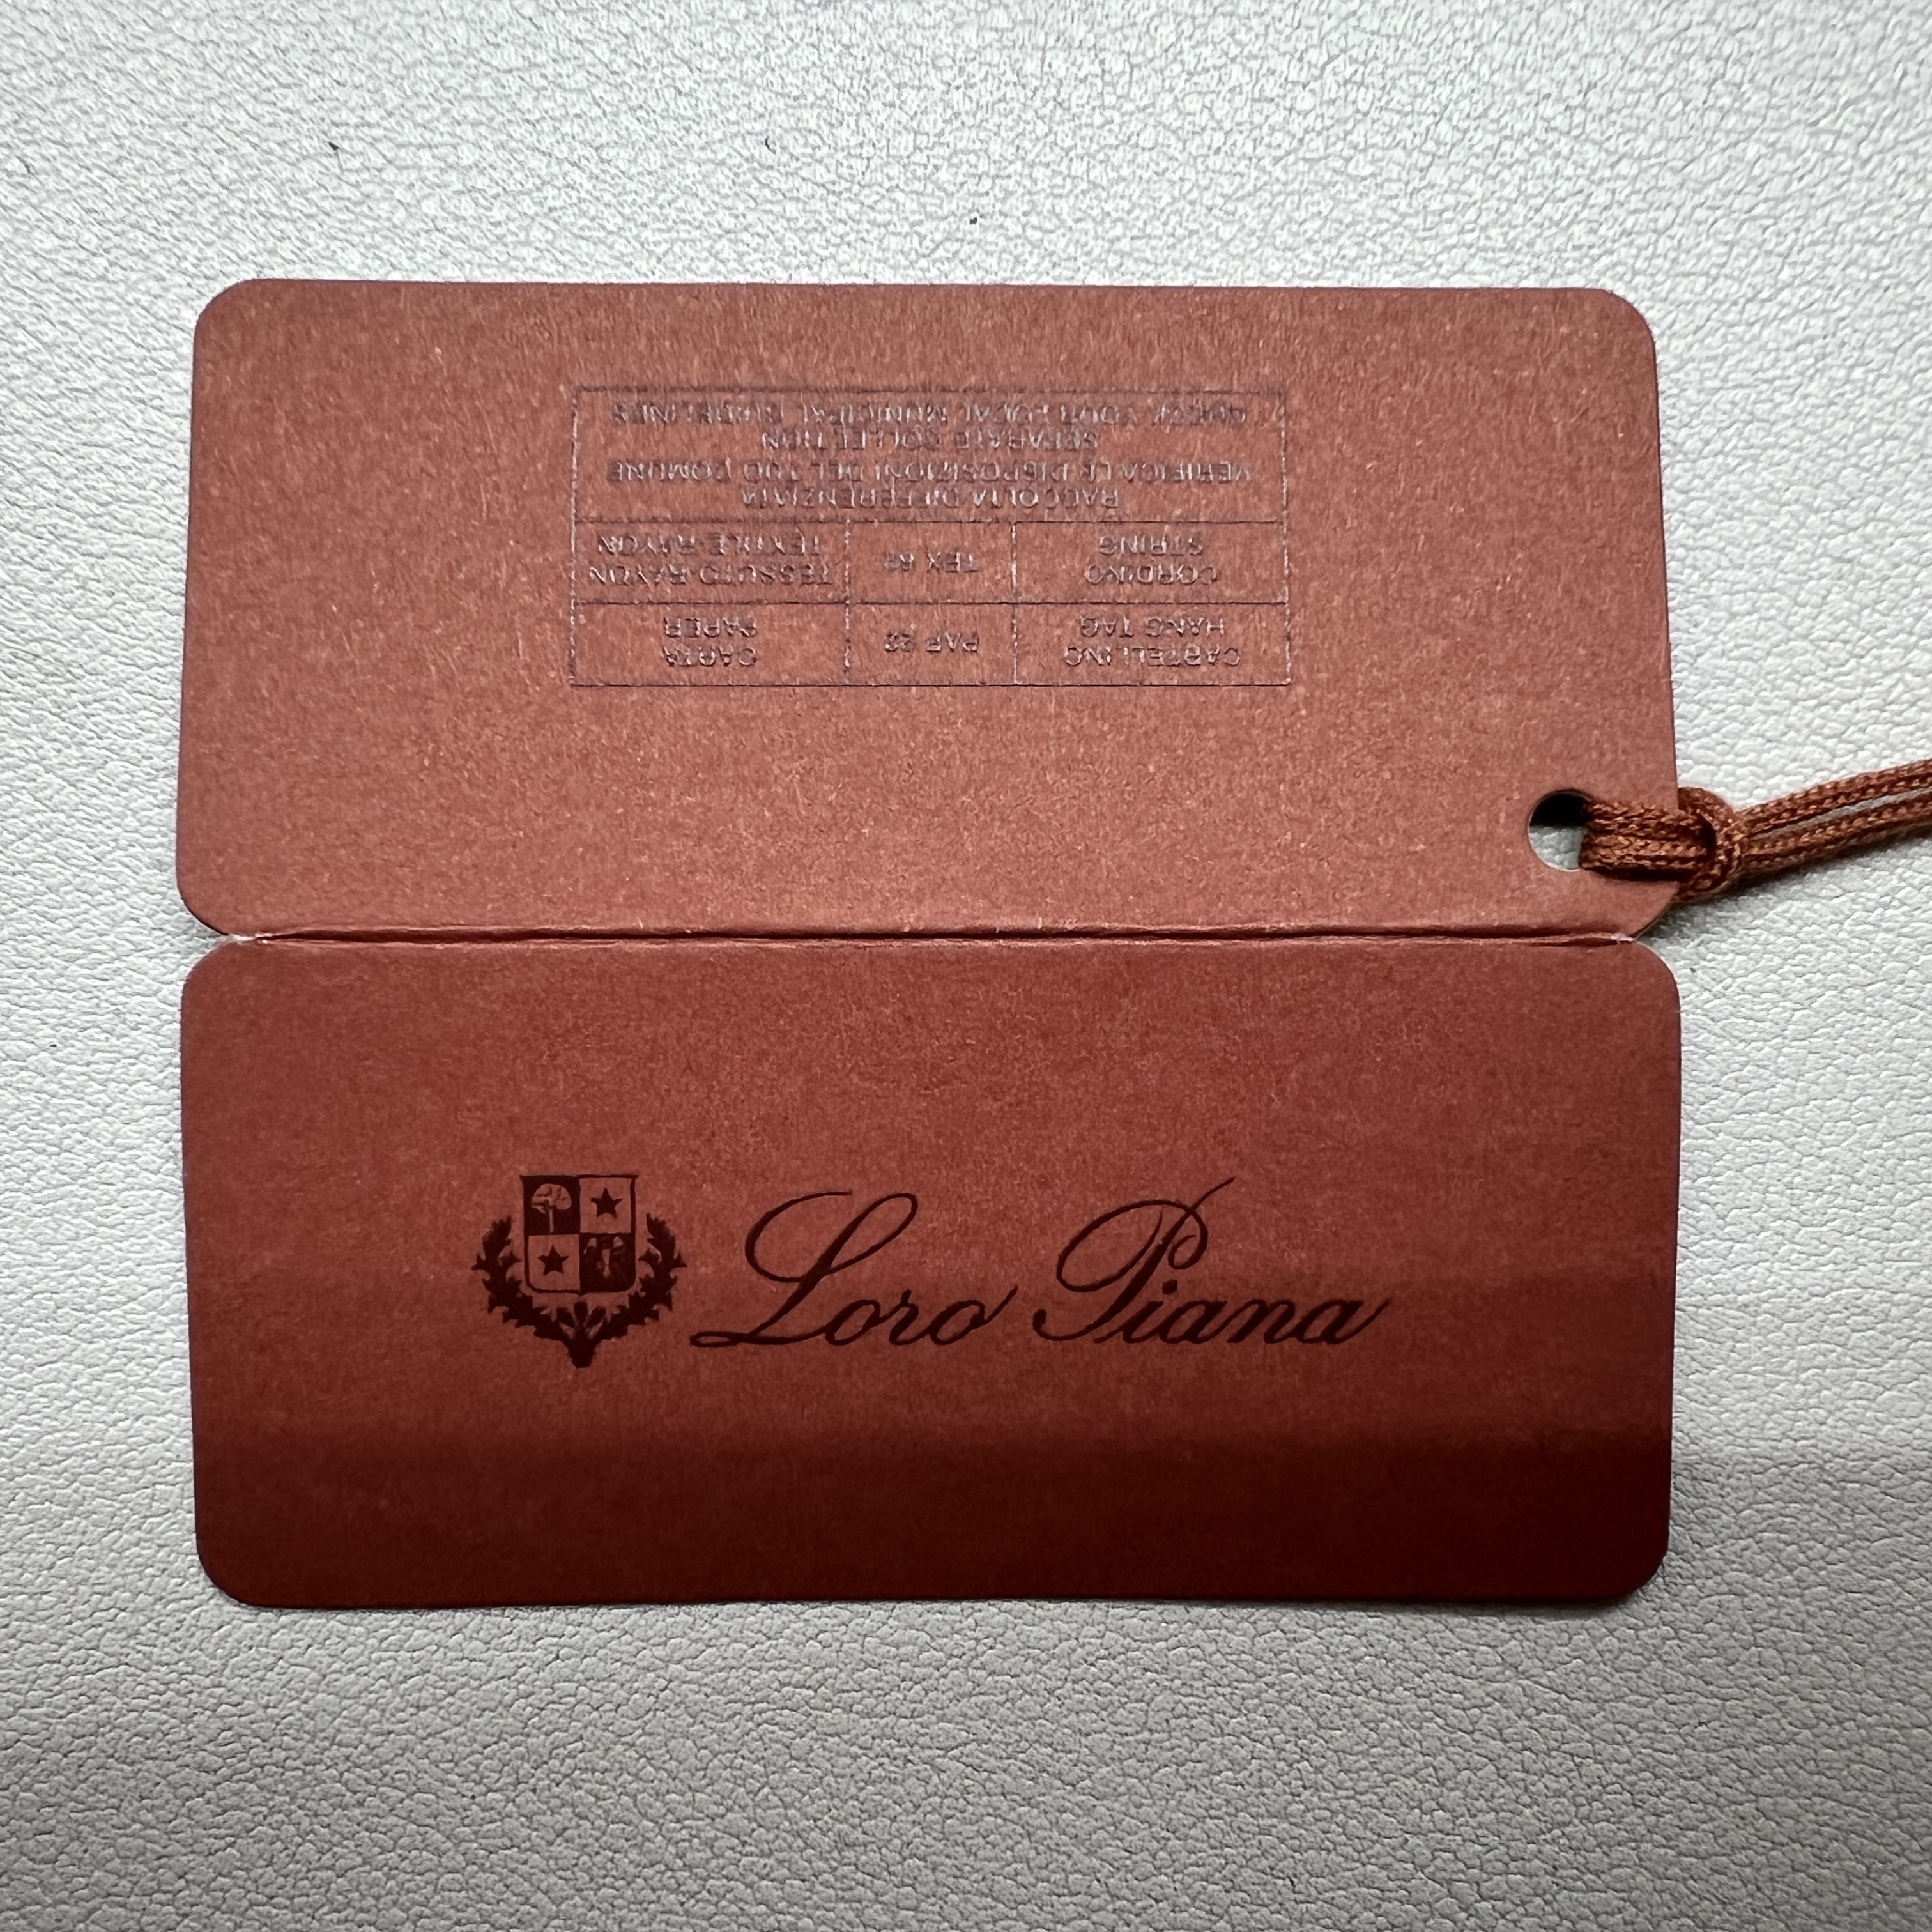 CARTELLINO
HANG TAG
PAP 22
CARTA
PAPER
CORDINO
STRING
TEX 62
TESSUTO-RAYON
TEXTILE-RAYON
RACCOLTA DIFFERENZIATA
VERIFICA LE DISPOSIZIONI DEL TUO COMUNE
SEPARATE COLLECTION
CHECK YOUR LOCAL MUNICIPAL GUIDELINES
Loro Piana